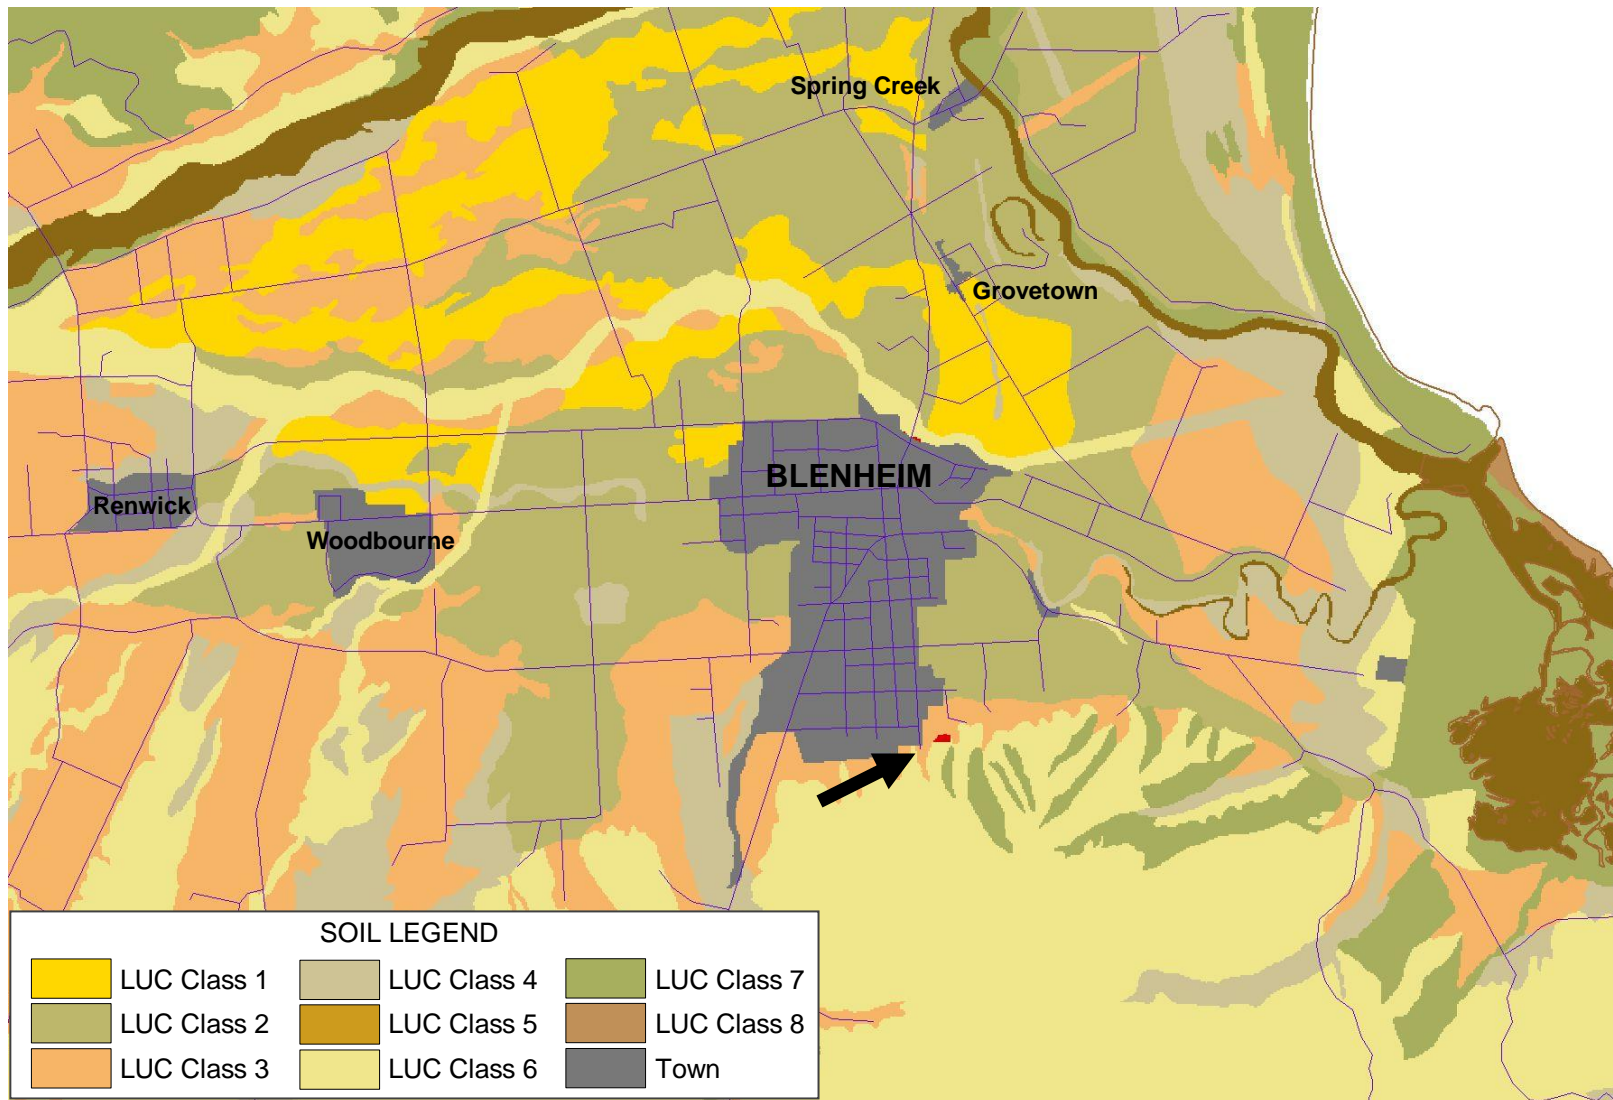 Spring Creek
Grovetown
BLENHEIM
Renwick
Woodbourne
SOIL LEGEND
LUC Class 1
LUC Class 4
LUC Class 7
LUC Class 2
LUC Class 5
LUC Class 8
LUC Class 3
LUC Class 6
Town